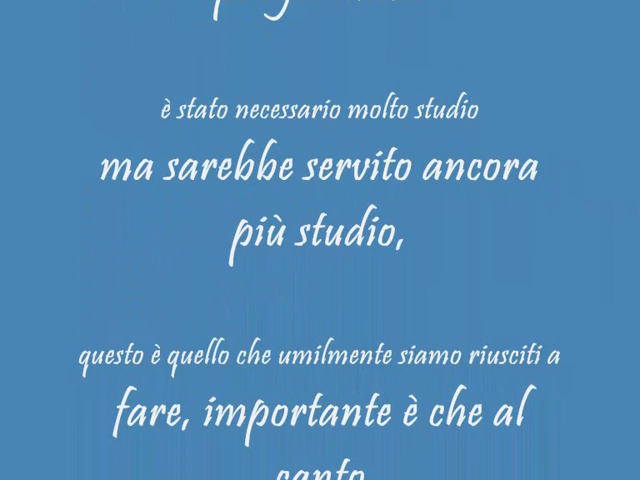 è stato necessario molto studio
ma sarebbe servito ancora
più studio,
questo è quello che umilmente siamo riusciti a
fare, importante è che al
canto